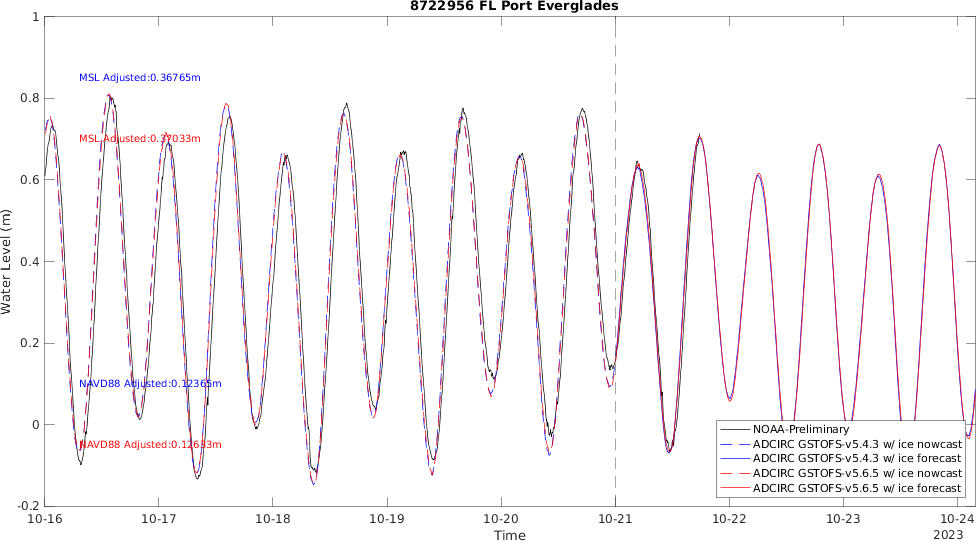 8722956 FL Port Everglades
1
MSL Adjusted:0.36765m
0.8
MSL Adjusted:0.37033m
0.6
Water Level (m)
0.4
0.2
NAVD88 Adjusted:0.12365m
0
NAVD88 Adjusted:0.12633m
NOAA-Preliminary
ADCIRC GSTOFS-v5.4.3 w/ ice nowcast
ADCIRC GSTOFS-v5.4.3 w/ ice forecast
ADCIRC GSTOFS-v5.6.5 w/ ice nowcast
ADCIRC GSTOFS-v5.6.5 w/ ice forecast
-0.2
10-16 10-17 10-18 10-19 10-20 10-21 10-22 10-23 10-24
Time
2023